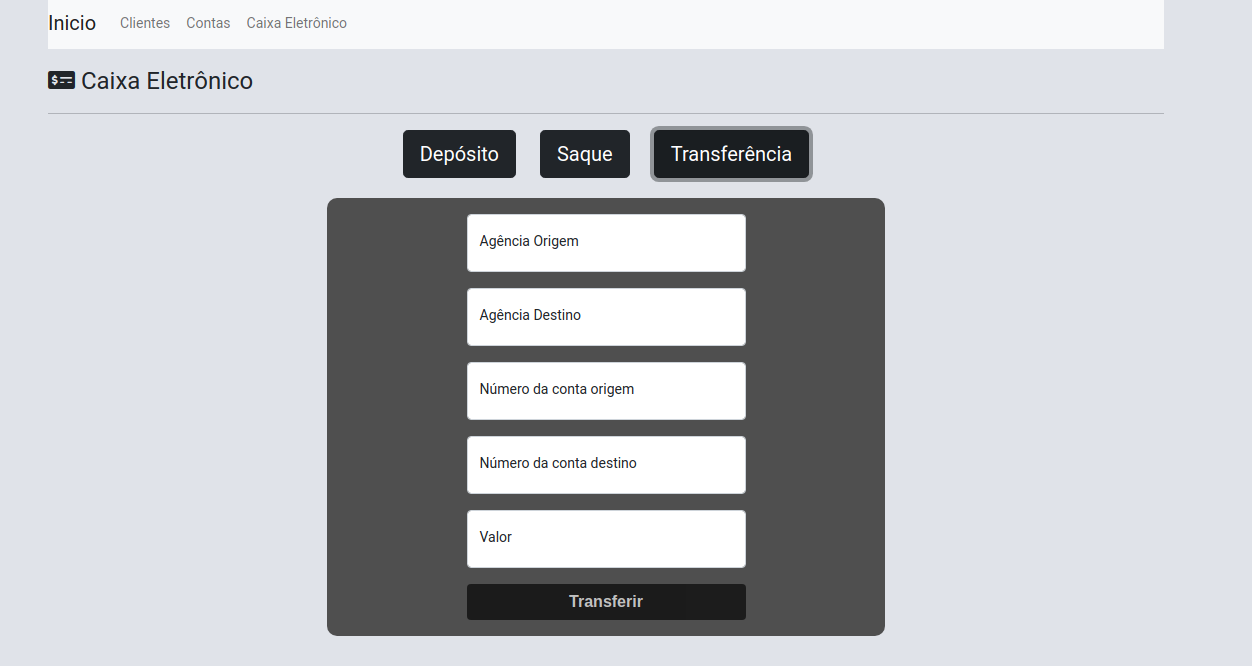 Inicio Clientes Contas Caixa Eletrônico
Caixa Eletrônico
Depósito Saque Transferência
Agência Origem
Agência Destino
Número da conta origem
Número da conta destino
Valor
Transferir